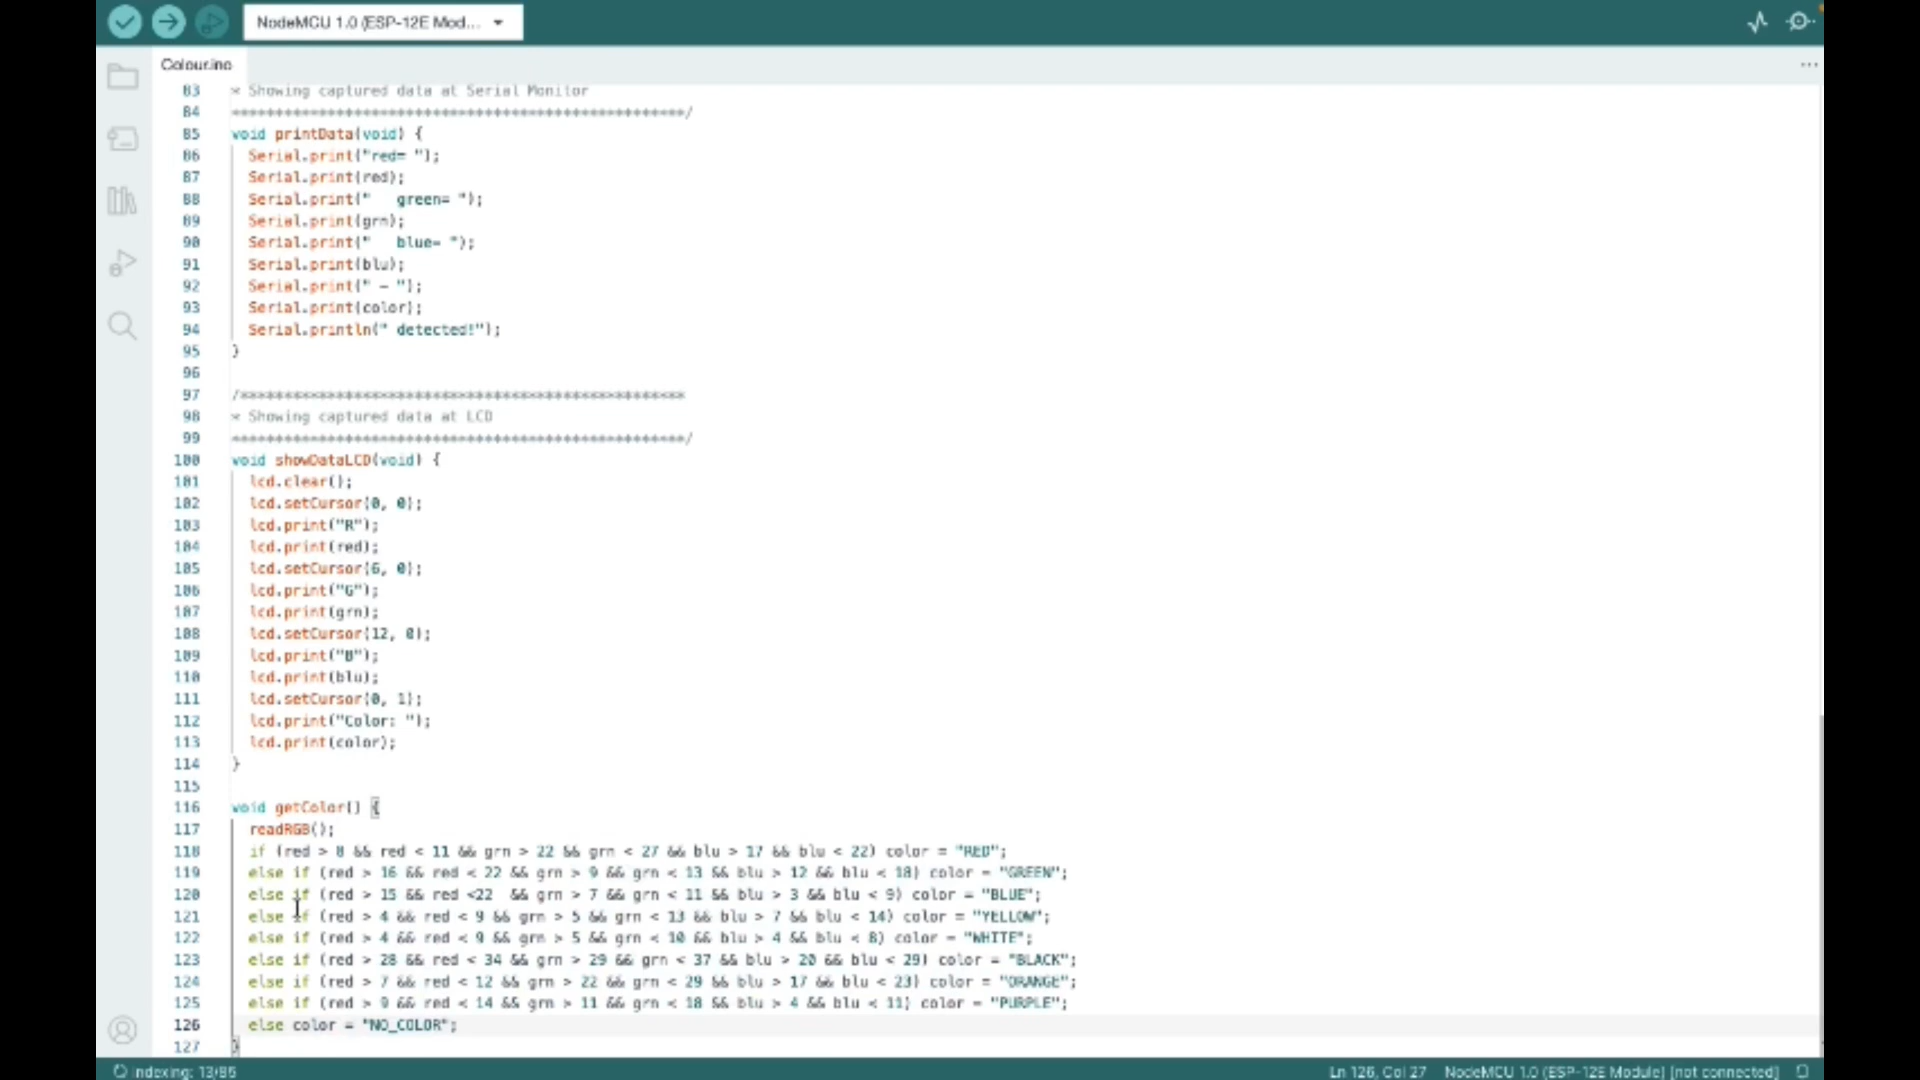 NodeMCU 1.0 (ESP-12E Mod...
Colour.ino
...
83 * Showing captured data at Serial Monitor
84 ****************************************************/
85 void printData(void) {
86 Serial.print("red= ");
87 Serial.print(red);
88 Serial.print("   green= ");
89 Serial.print(grn);
90 Serial.print("   blue= ");
91 Serial.print(blu);
92 Serial.print(" - ");
93 Serial.print(color);
94 Serial.println(" detected!");
95 }
96
97 /***************************************************
98 * Showing captured data at LCD
99 ****************************************************/
100 void showDataLCD(void) {
101 lcd.clear();
102 lcd.setCursor(0, 0);
103 lcd.print("R");
104 lcd.print(red);
105 lcd.setCursor(6, 0);
106 lcd.print("G");
107 lcd.print(grn);
108 lcd.setCursor(12, 0);
109 lcd.print("B");
110 lcd.print(blu);
111 lcd.setCursor(0, 1);
112 lcd.print("Color: ");
113 lcd.print(color);
114 }
115
116 void getColor() {
117 readRGB();
118 if (red > 8 && red < 11 && grn > 22 && grn < 27 && blu > 17 && blu < 22) color = "RED";
119 else if (red > 16 && red < 22 && grn > 9 && grn < 13 && blu > 12 && blu < 18) color = "GREEN";
120 else if (red > 15 && red <22  && grn > 7 && grn < 11 && blu > 3 && blu < 9) color = "BLUE";
121 else if (red > 4 && red < 9 && grn > 5 && grn < 13 && blu > 7 && blu < 14) color = "YELLOW";
122 else if (red > 4 && red < 9 && grn > 5 && grn < 10 && blu > 4 && blu < 8) color = "WHITE";
123 else if (red > 28 && red < 34 && grn > 29 && grn < 37 && blu > 20 && blu < 29) color = "BLACK";
124 else if (red > 7 && red < 12 && grn > 22 && grn < 29 && blu > 17 && blu < 23) color = "ORANGE";
125 else if (red > 9 && red < 14 && grn > 11 && grn < 18 && blu > 4 && blu < 11) color = "PURPLE";
126 else color = "NO_COLOR";
127 }
Indexing: 13/85
Ln 126, Col 27 NodeMCU 1.0 (ESP-12E Module) [not connected]